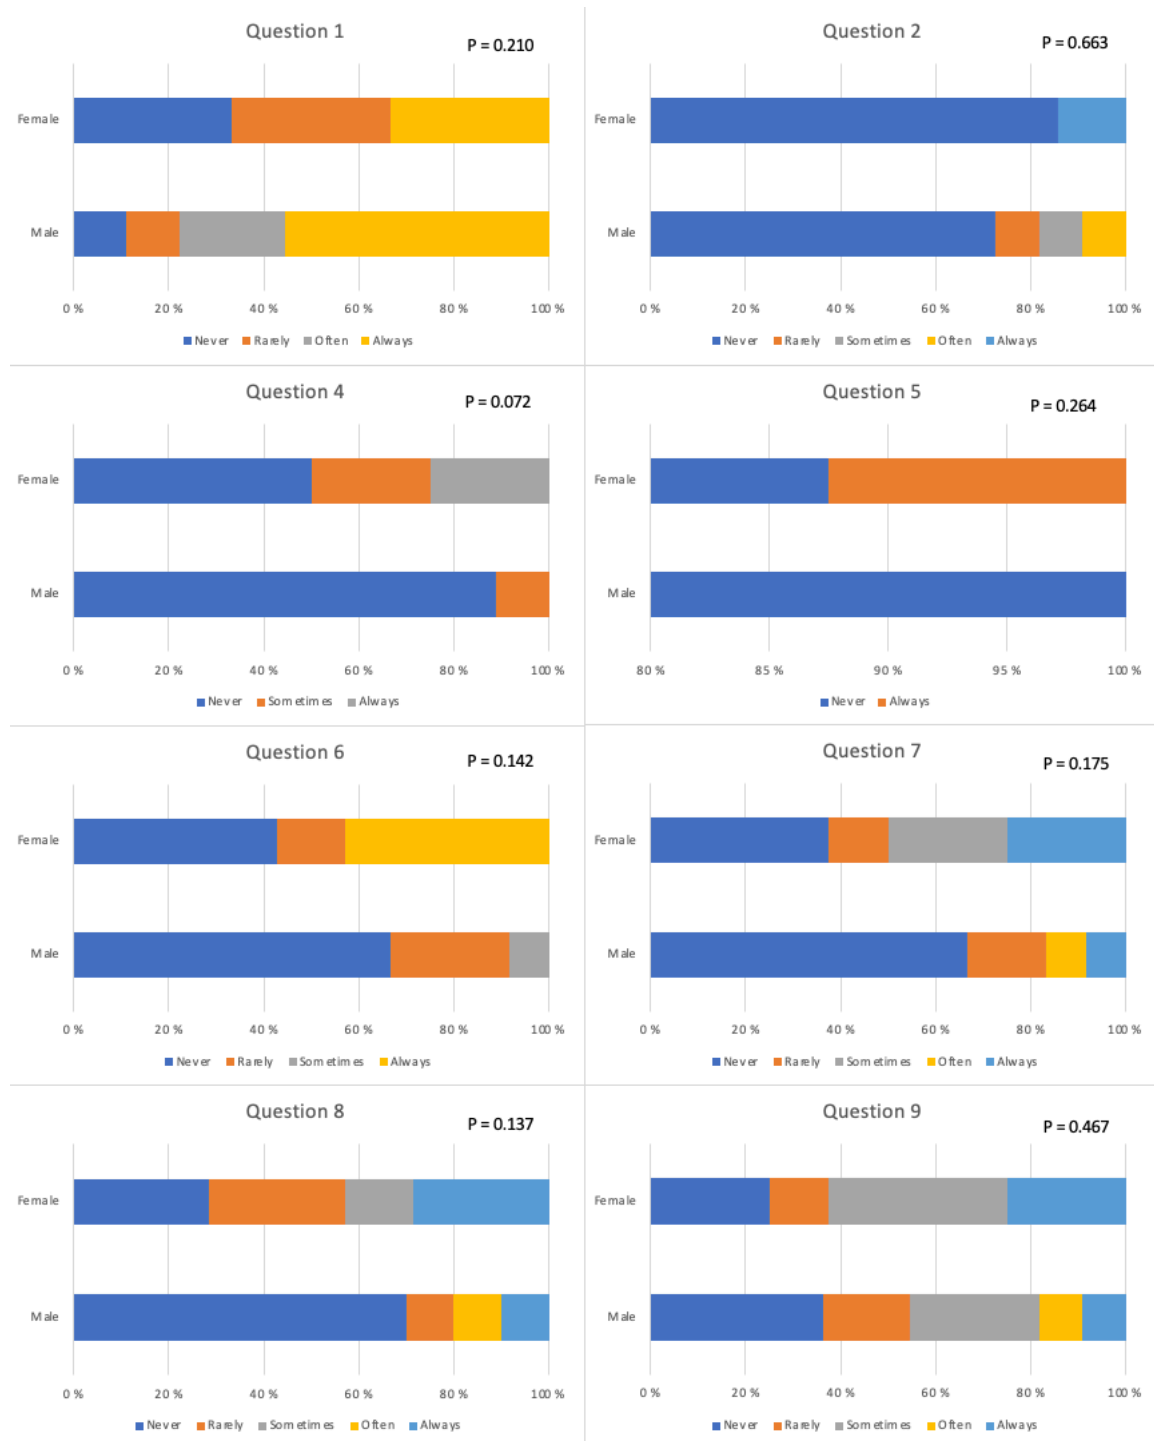 Question 1
P = 0.210
Female
Male
0 % 20 % 40 % 60 % 80 % 100 %
Never Rarely Often Always
Question 2
P = 0.663
Female
Male
0 % 20 % 40 % 60 % 80 % 100 %
Never Rarely Sometimes Often Always
Question 4
P = 0.072
Female
Male
0 % 20 % 40 % 60 % 80 % 100 %
Never Sometimes Always
Question 5
P = 0.264
Female
Male
80 % 85 % 90 % 95 % 100 %
Never Always
Question 6
P = 0.142
Female
Male
0 % 20 % 40 % 60 % 80 % 100 %
Never Rarely Sometimes Always
Question 7
P = 0.175
Female
Male
0 % 20 % 40 % 60 % 80 % 100 %
Never Rarely Sometimes Often Always
Question 8
P = 0.137
Female
Male
0 % 20 % 40 % 60 % 80 % 100 %
Never Rarely Sometimes Often Always
Question 9
P = 0.467
Female
Male
0 % 20 % 40 % 60 % 80 % 100 %
Never Rarely Sometimes Often Always